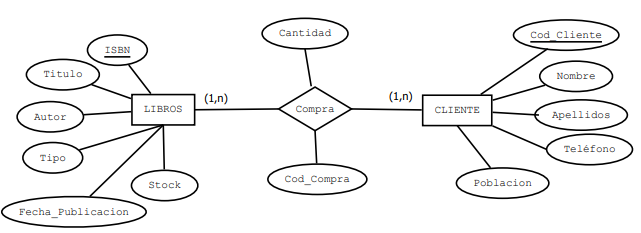 Cantidad
Cod_Cliente
ISBN
Titulo
Nombre
(1,n)
(1,n)
LIBROS
Compra
CLIENTE
Autor
Apellidos
Tipo
Teléfono
Stock
Cod_Compra
Poblacion
Fecha_Publicacion